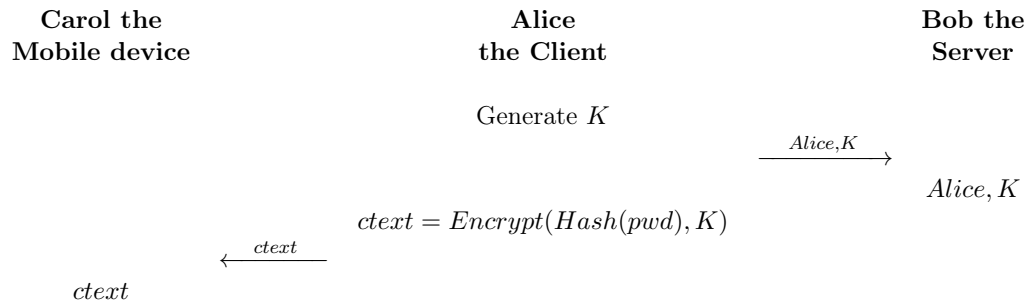 Carol the Mobile device
Alice the Client
Bob the Server
Generate K
Alice,K
Alice, K
ctext = Encrypt(Hash(pwd), K)
ctext
ctext